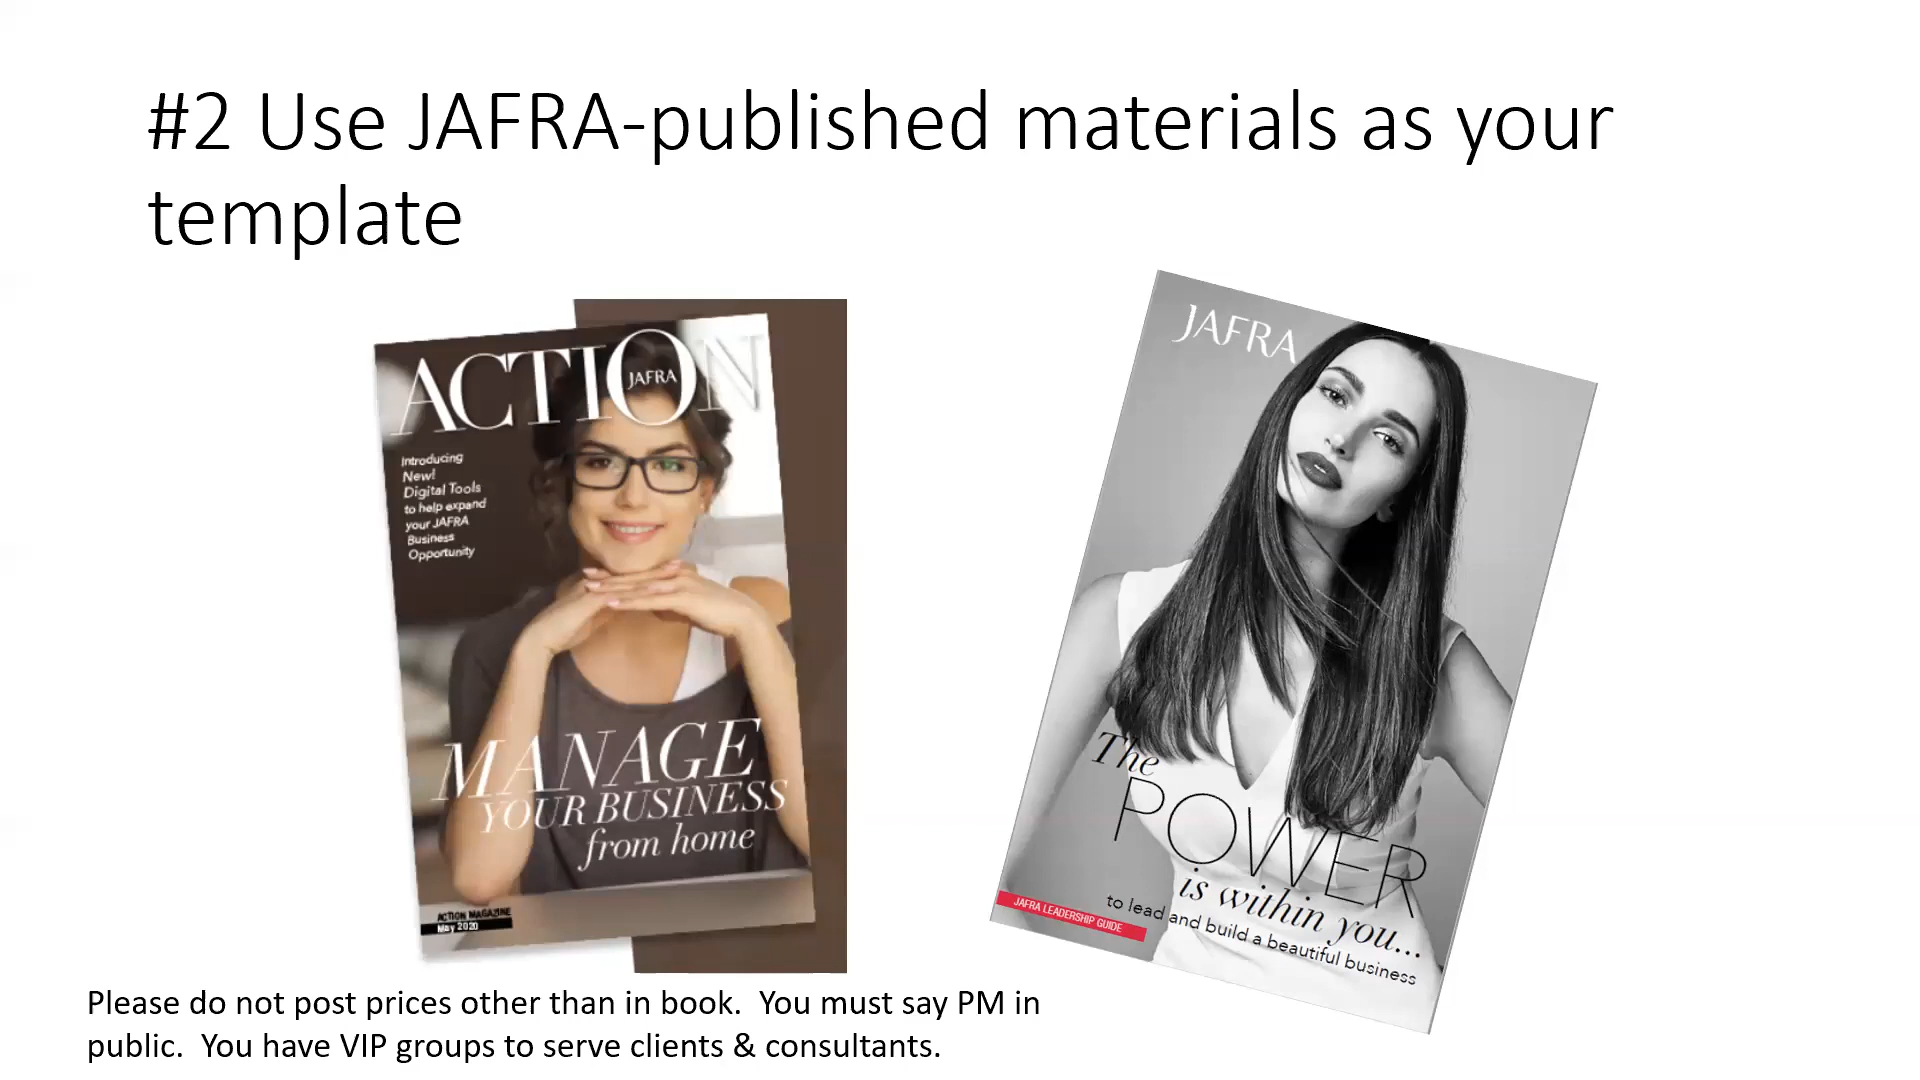 #2 Use JAFRA-published materials as your
template
ACTION
JAFRA
Introducing
New!
Digital Tools
to help expand
your JAFRA
Business
Opportunity
MANAGE
YOUR BUSINESS
from home
ACTION MAGAZINE
May 2020
JAFRA
The
POWER
is within you...
to lead and build a beautiful business
JAFRA LEADERSHIP GUIDE
Please do not post prices other than in book.  You must say PM in
public.  You have VIP groups to serve clients & consultants.